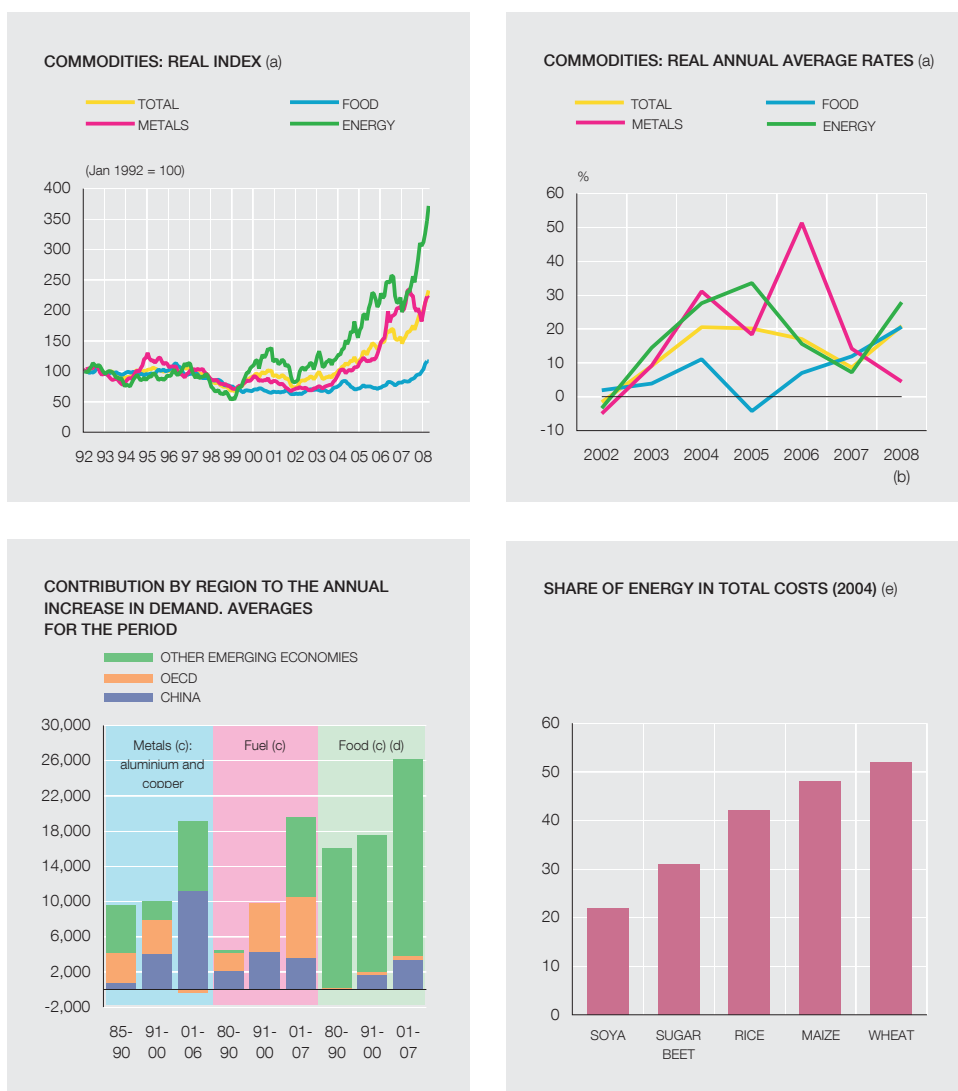 COMMODITIES: REAL INDEX (a)
TOTAL
FOOD
METALS
ENERGY
(Jan 1992 = 100)
400
350
300
250
200
150
100
50
0
92 93 94 95 96 97 98 99 00 01 02 03 04 05 06 07 08
COMMODITIES: REAL ANNUAL AVERAGE RATES (a)
TOTAL
FOOD
METALS
ENERGY
%
60
50
40
30
20
10
0
-10
2002 2003 2004 2005 2006 2007 2008
(b)
CONTRIBUTION BY REGION TO THE ANNUAL
INCREASE IN DEMAND. AVERAGES
FOR THE PERIOD
OTHER EMERGING ECONOMIES
OECD
CHINA
30,000
26,000
22,000
18,000
14,000
10,000
6,000
2,000
-2,000
Metals (c):
aluminium and
copper
Fuel (c)
Food (c) (d)
85- 91- 01- 80- 91- 01- 80- 91- 01-
90 00 06 90 00 07 90 00 07
SHARE OF ENERGY IN TOTAL COSTS (2004) (e)
60
50
40
30
20
10
0
SOYA SUGAR RICE MAIZE WHEAT
BEET